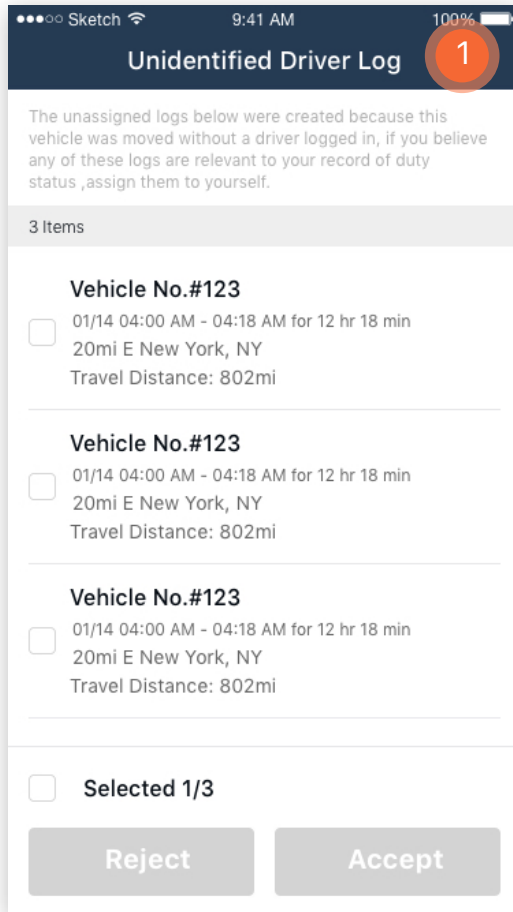 Sketch 9:41 AM 100%
Unidentified Driver Log 1
The unassigned logs below were created because this
vehicle was moved without a driver logged in, if you believe
any of these logs are relevant to your record of duty
status ,assign them to yourself.
3 Items
Vehicle No.#123
01/14 04:00 AM - 04:18 AM for 12 hr 18 min
20mi E New York, NY
Travel Distance: 802mi
Vehicle No.#123
01/14 04:00 AM - 04:18 AM for 12 hr 18 min
20mi E New York, NY
Travel Distance: 802mi
Vehicle No.#123
01/14 04:00 AM - 04:18 AM for 12 hr 18 min
20mi E New York, NY
Travel Distance: 802mi
Selected 1/3
Reject Accept